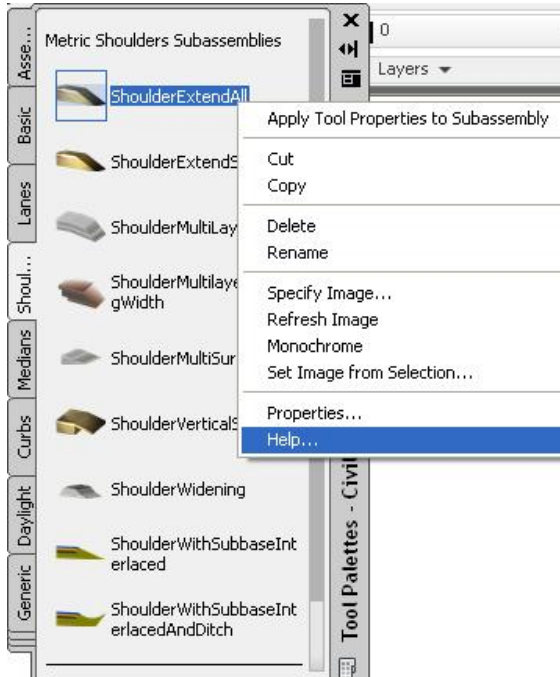 Asse...
Basic
Lanes
Shoul...
Medians
Curbs
Daylight
Generic
Metric Shoulders Subassemblies
ShoulderExtendAll
ShoulderExtendS
ShoulderMultiLay
ShoulderMultilaye
gWidth
ShoulderMultiSur
ShoulderVerticalS
ShoulderWidening
ShoulderWithSubbaseInt
erlaced
ShoulderWithSubbaseInt
erlacedAndDitch
Tool Palettes - Civil
0
Layers
Apply Tool Properties to Subassembly
Cut
Copy
Delete
Rename
Specify Image...
Refresh Image
Monochrome
Set Image from Selection...
Properties...
Help...